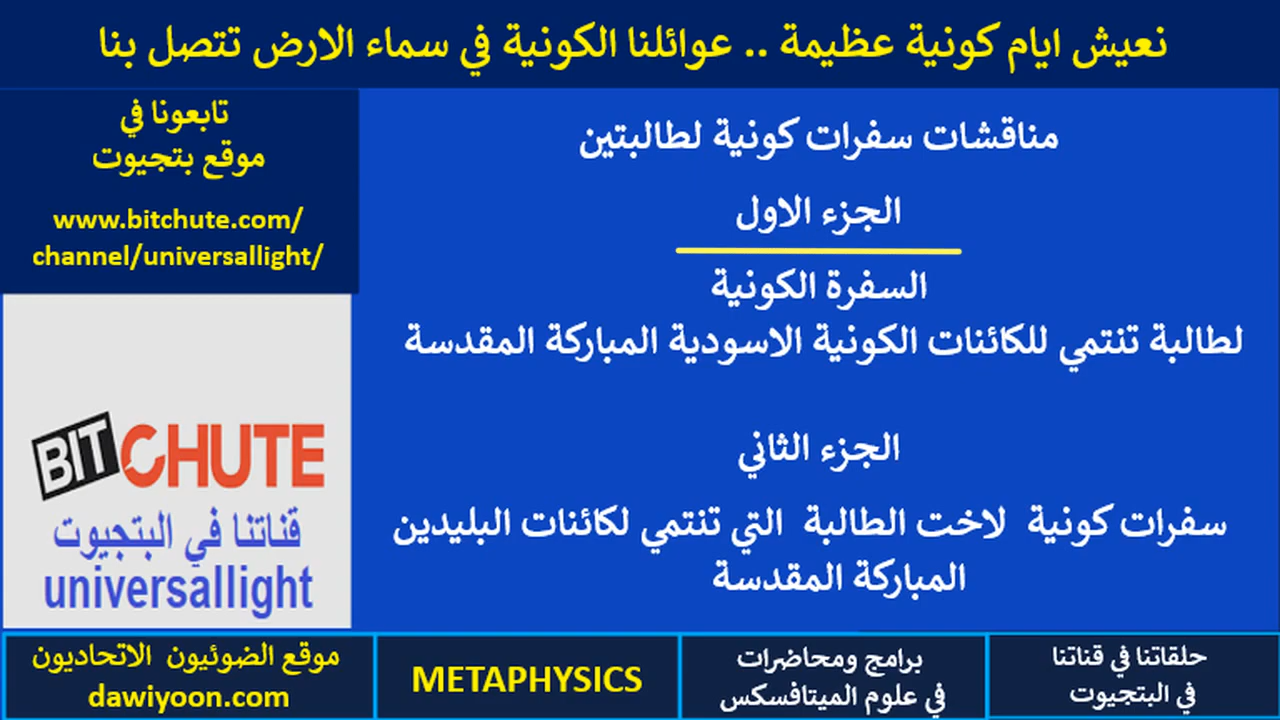 نعيش ايام كونية عظيمة .. عوائلنا الكونية في سماء الارض تتصل بنا
مناقشات سفرات كونية لطالبتين
الجزء الاول
السفرة الكونية
لطالبة تنتمي للكائنات الكونية الاسودية المباركة المقدسة
الجزء الثاني
سفرات كونية لاخت الطالبة التي تنتمي لكائنات البليدين
المباركة المقدسة
تابعونا في
موقع بتجيوت
www.bitchute.com/
channel/universallight/
BITCHUTE
قناتنا في البتجيوت
universallight
حلقاتنا في قناتنا
في البتجيوت
برامج ومحاضرات
في علوم الميتافسكس
METAPHYSICS
موقع الضوئيون الاتحاديون
dawiyoon.com